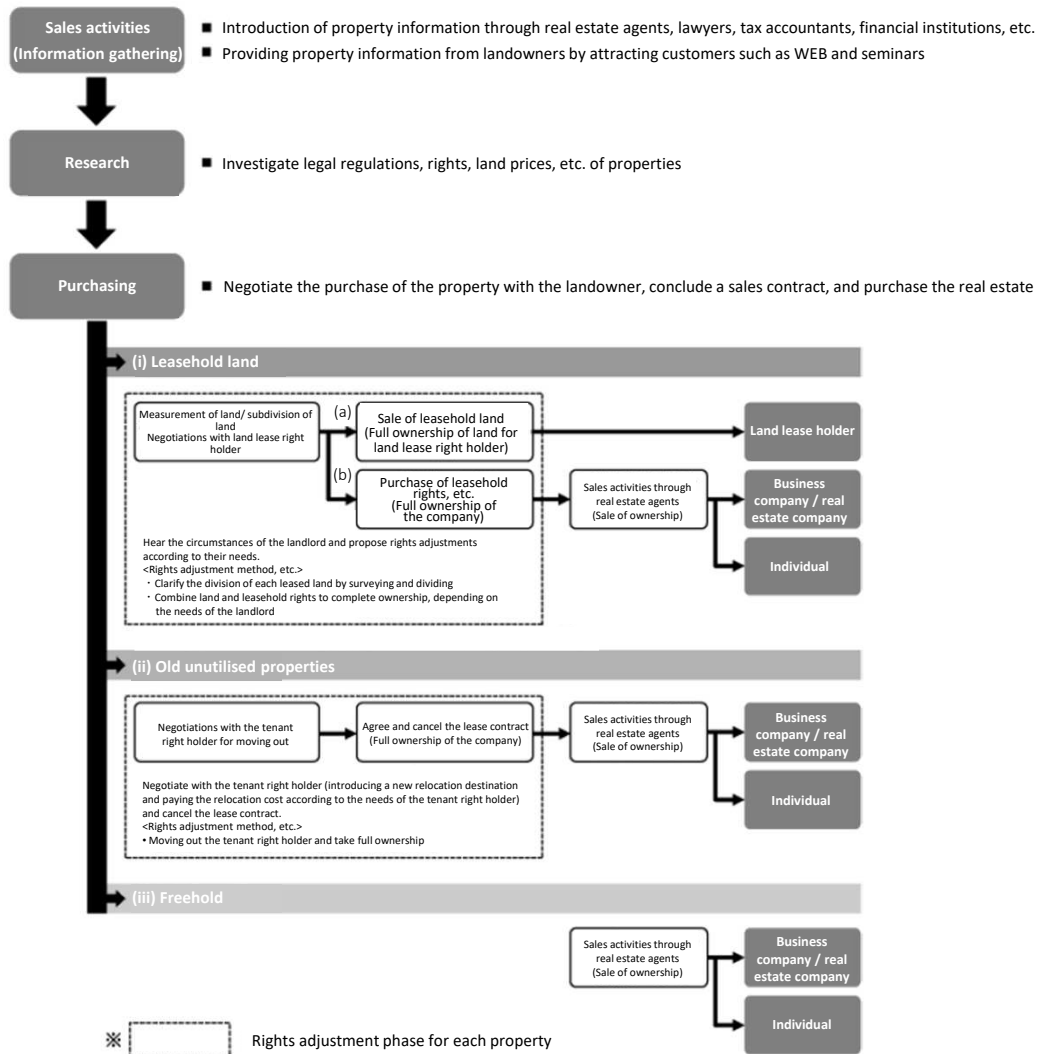 Sales activities
(Information gathering)
■ Introduction of property information through real estate agents, lawyers, tax accountants, financial institutions, etc.
■ Providing property information from landowners by attracting customers such as WEB and seminars
Research
■ Investigate legal regulations, rights, land prices, etc. of properties
Purchasing
■ Negotiate the purchase of the property with the landowner, conclude a sales contract, and purchase the real estate
(i) Leasehold land
Measurement of land/ subdivision of
land
Negotiations with land lease right
holder
(a)
Sale of leasehold land
(Full ownership of land for
land lease right holder)
Land lease holder
(b)
Purchase of leasehold
rights, etc.
(Full ownership of
the company)
Sales activities through
real estate agents
(Sale of ownership)
Business
company / real
estate company
Individual
Hear the circumstances of the landlord and propose rights adjustments
according to their needs.
<Rights adjustment method, etc.>
・Clarify the division of each leased land by surveying and dividing
・Combine land and leasehold rights to complete ownership, depending on
the needs of the landlord
(ii) Old unutilised properties
Negotiations with the tenant
right holder for moving out
Agree and cancel the lease contract
(Full ownership of the company)
Sales activities through
real estate agents
(Sale of ownership)
Business
company / real
estate company
Individual
Negotiate with the tenant right holder (introducing a new relocation destination
and paying the relocation cost according to the needs of the tenant right holder)
and cancel the lease contract.
<Rights adjustment method, etc.>
• Moving out the tenant right holder and take full ownership
(iii) Freehold
Sales activities through
real estate agents
(Sale of ownership)
Business
company / real
estate company
Individual
※ Rights adjustment phase for each property